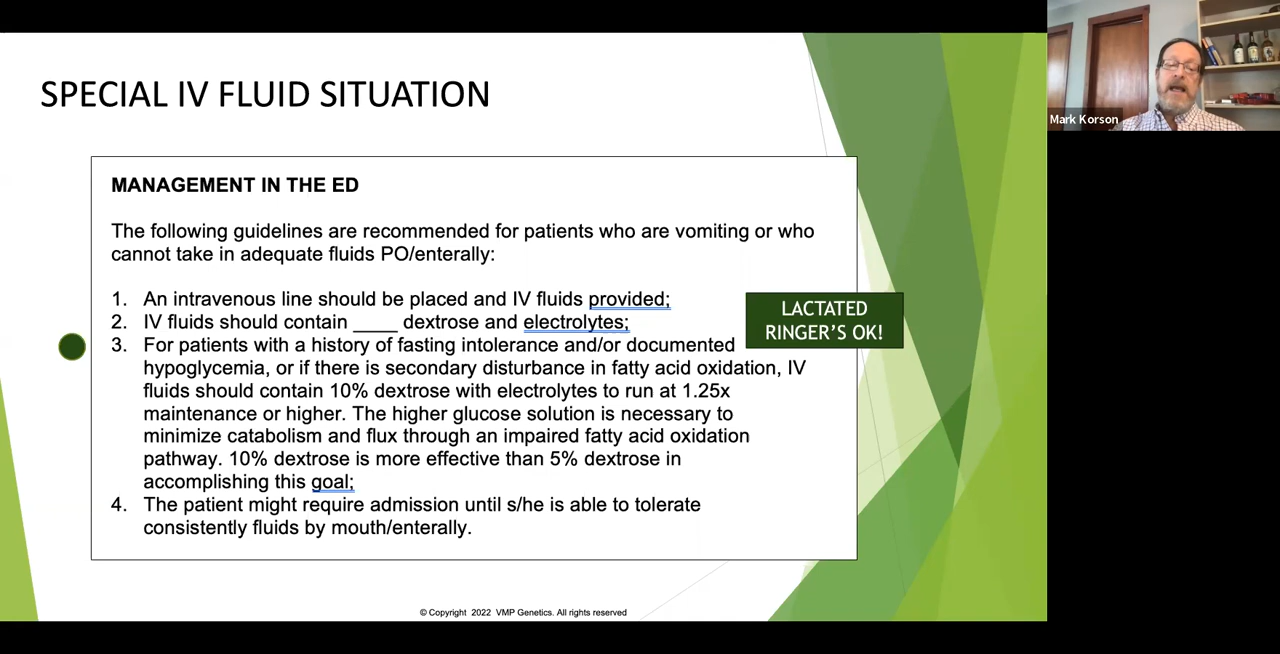 SPECIAL IV FLUID SITUATION
MANAGEMENT IN THE ED
The following guidelines are recommended for patients who are vomiting or who
cannot take in adequate fluids PO/enterally:
1. An intravenous line should be placed and IV fluids provided;
2. IV fluids should contain ____ dextrose and electrolytes;
3. For patients with a history of fasting intolerance and/or documented
hypoglycemia, or if there is secondary disturbance in fatty acid oxidation, IV
fluids should contain 10% dextrose with electrolytes to run at 1.25x
maintenance or higher. The higher glucose solution is necessary to
minimize catabolism and flux through an impaired fatty acid oxidation
pathway. 10% dextrose is more effective than 5% dextrose in
accomplishing this goal;
4. The patient might require admission until s/he is able to tolerate
consistently fluids by mouth/enterally.
LACTATED
RINGER'S OK!
© Copyright 2022 VMP Genetics. All rights reserved
Mark Korson